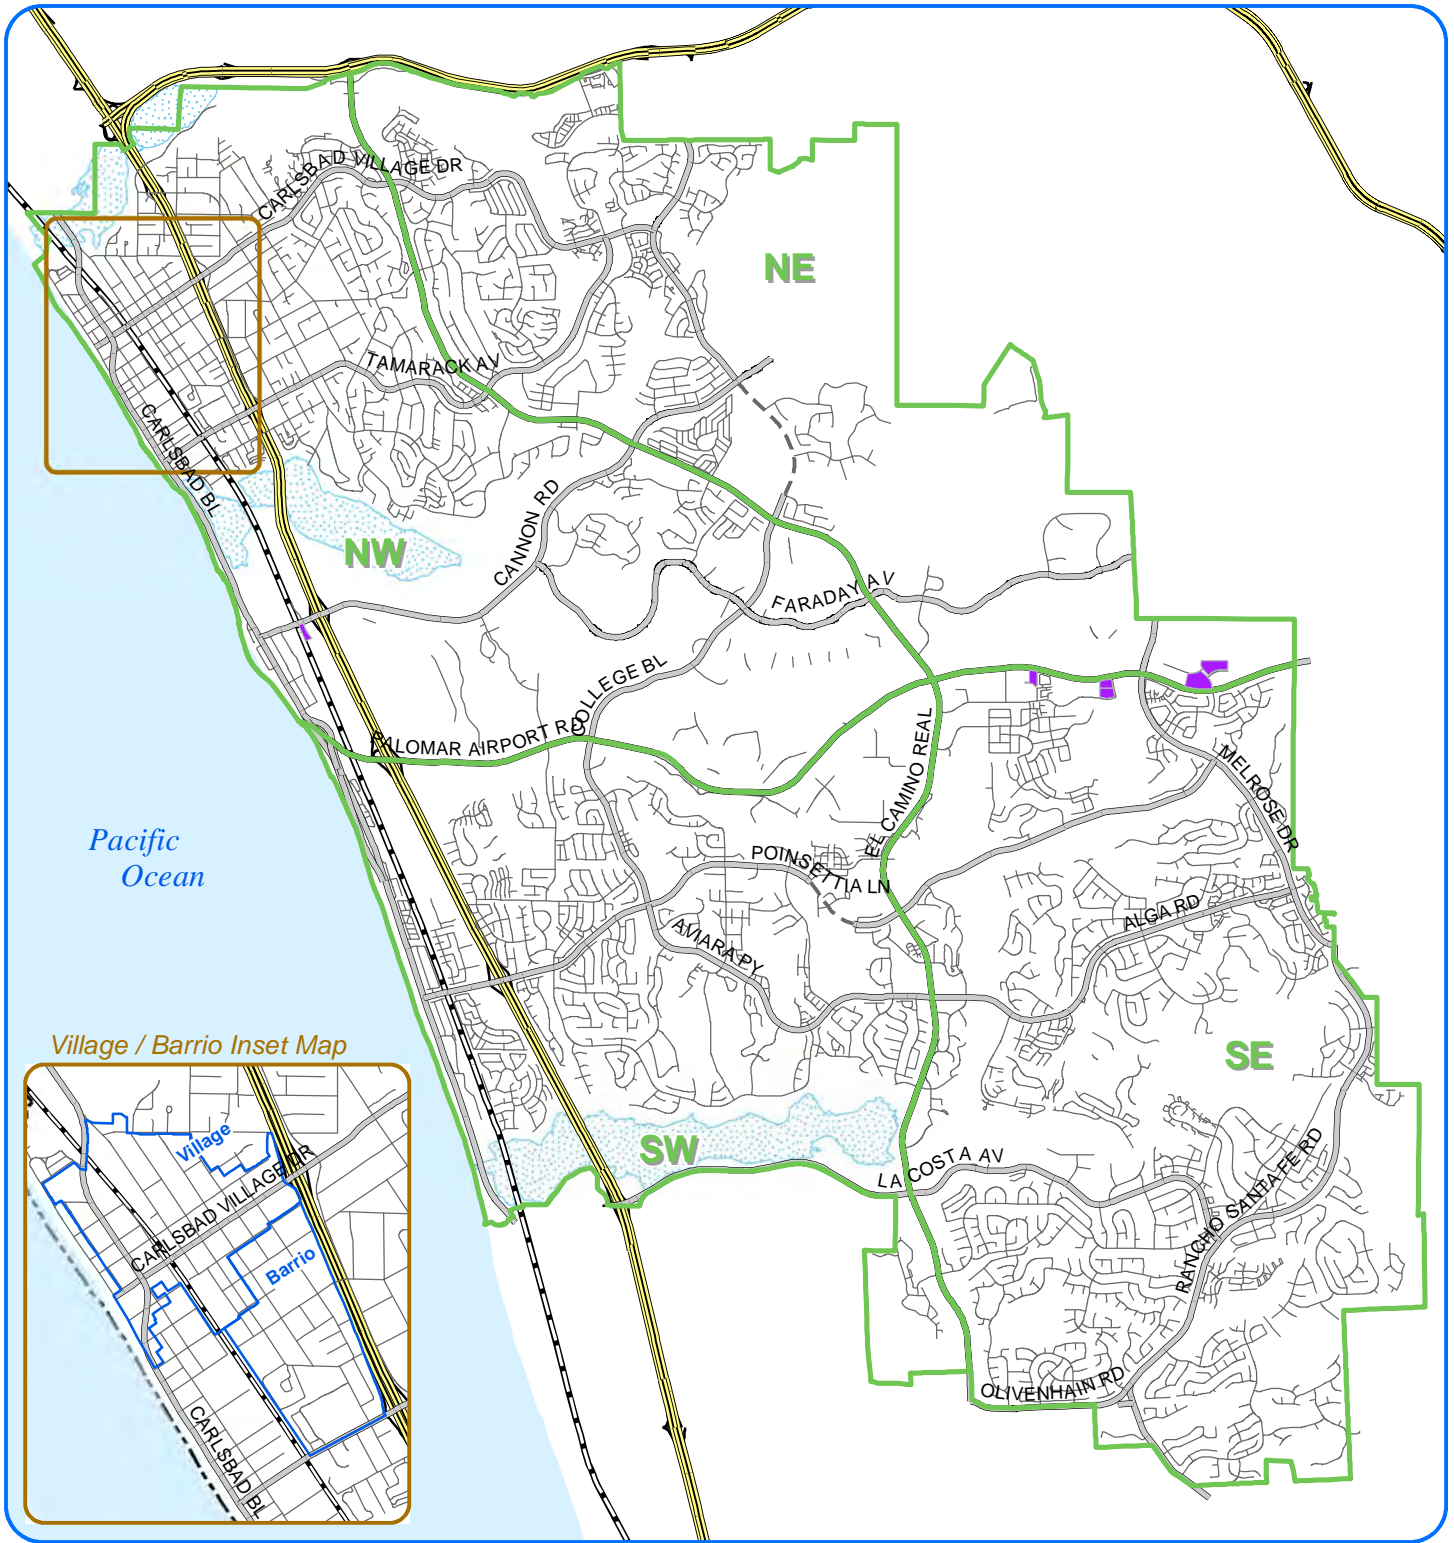 CARLSBAD VILLAGE DR
NE
TAMARACK AV
CARLSBAD BL
NW
CANNON RD
FARADAY AV
COLLEGE BL
PALOMAR AIRPORT RD
EL CAMINO REAL
MELROSE DR
Pacific
Ocean
POINSETTIA LN
ALGA RD
AVIARA PY
SE
SW
LA COSTA AV
RANCHO SANTA FE RD
OLIVENHAIN RD
Village / Barrio Inset Map
Village
CARLSBAD VILLAGE DR
Barrio
CARLSBAD BL